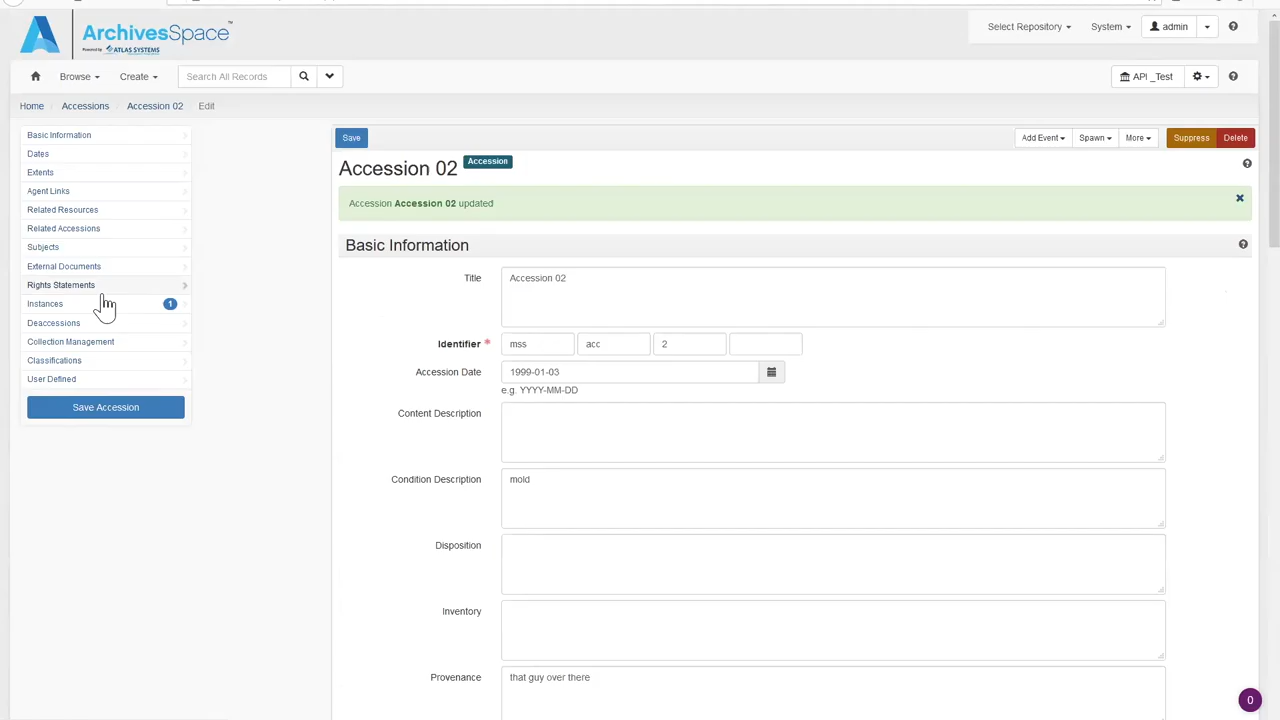 ArchivesSpace™
Powered by ATLAS SYSTEMS
Select Repository
System
admin
Browse
Create
Search All Records
API _Test
Home / Accessions / Accession 02 Edit
Basic Information
Dates
Extents
Agent Links
Related Resources
Related Accessions
Subjects
External Documents
Rights Statements
Instances 1
Deaccessions
Collection Management
Classifications
User Defined
Save Accession
Save
Add Event
Spawn
More
Suppress
Delete
Accession 02 Accession
Accession Accession 02 updated
Basic Information
Title Accession 02
Identifier * mss acc 2
Accession Date 1999-01-03
e.g. YYYY-MM-DD
Content Description
Condition Description mold
Disposition
Inventory
Provenance that guy over there
0